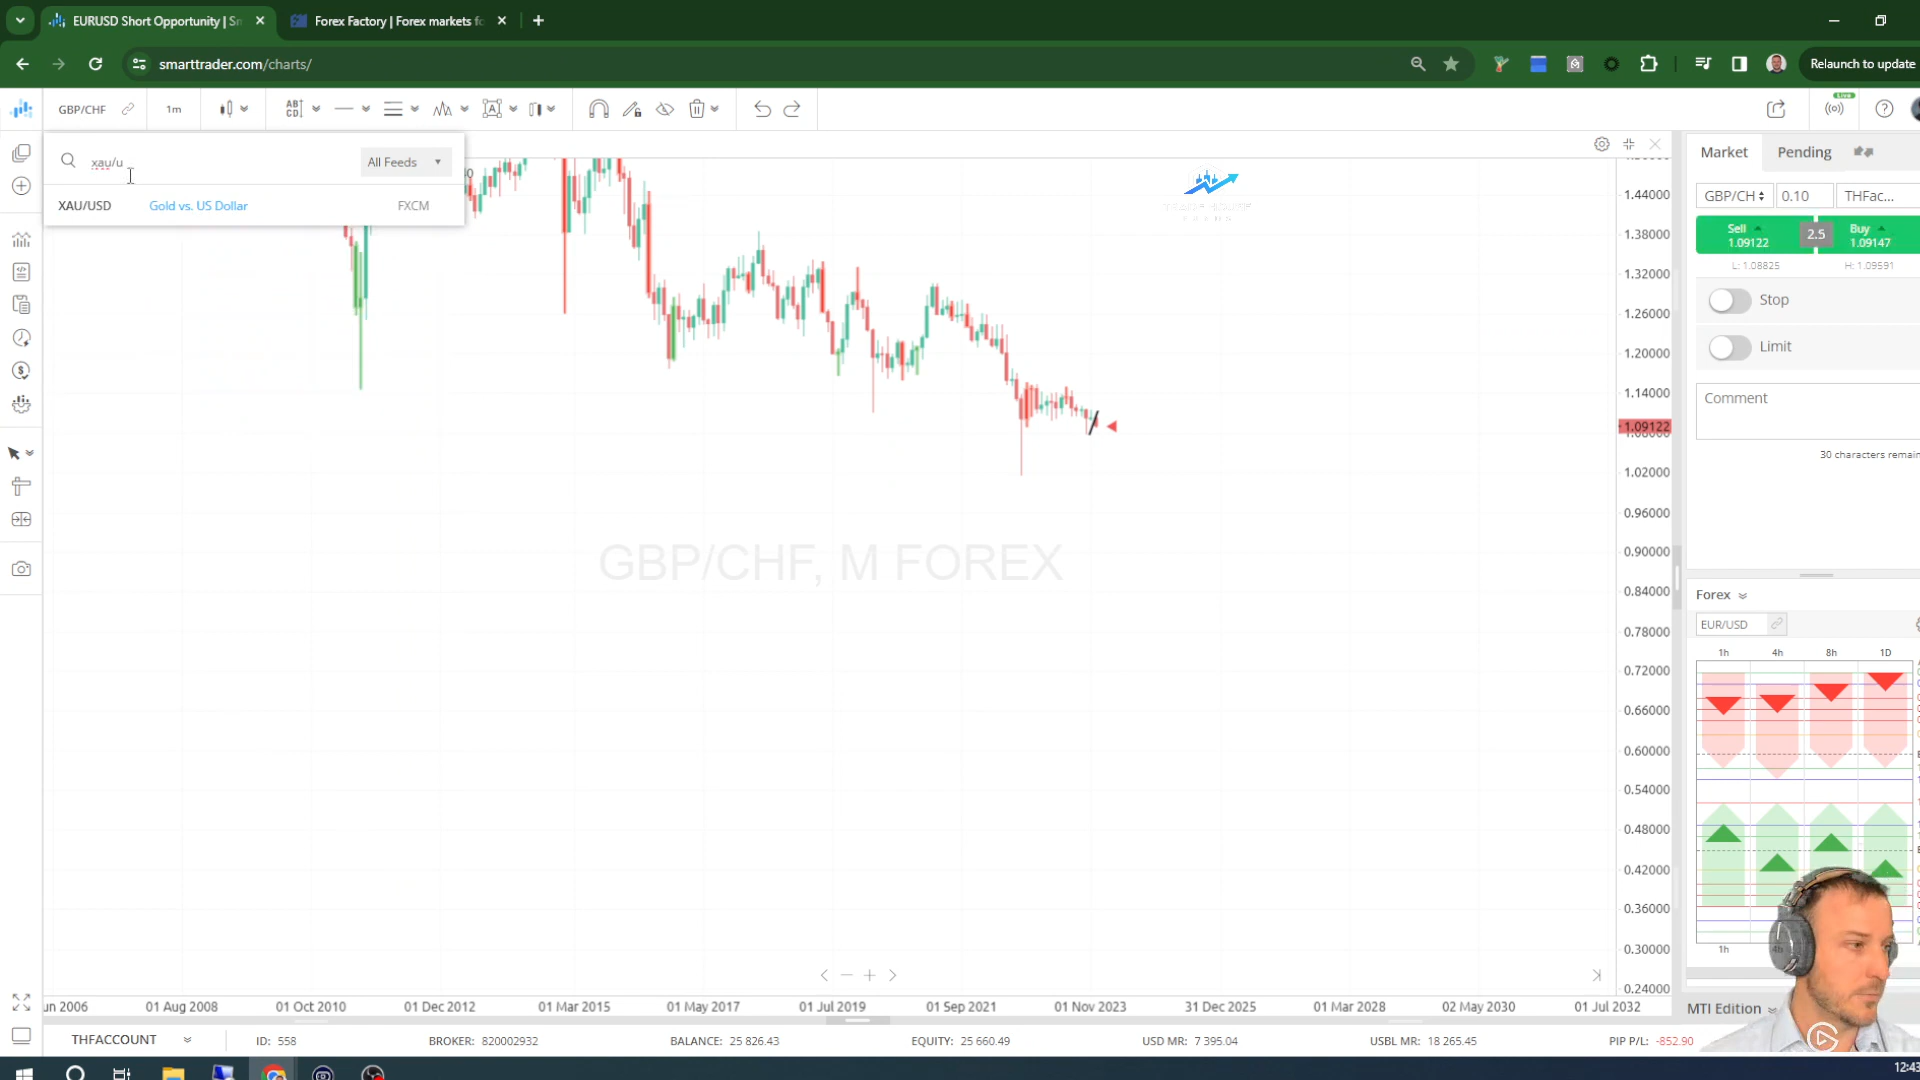 EURUSD Short Opportunity | Sm
Forex Factory | Forex markets fo
smarttrader.com/charts/
Relaunch to update
GBP/CHF
1m
AB
CD
Live
xau/u
All Feeds
XAU/USD
Gold vs. US Dollar
FXCM
Market
Pending
GBP/CH
0.10
THFac...
Sell
1.09122
2.5
Buy
1.09147
L: 1.08825
H: 1.09591
Stop
Limit
Comment
30 characters remain
1.44000
1.38000
1.32000
1.26000
1.20000
1.14000
1.09122
1.02000
0.96000
0.90000
0.84000
0.78000
0.72000
0.66000
0.60000
0.54000
0.48000
0.42000
0.36000
0.30000
0.24000
GBP/CHF, M FOREX
Forex
EUR/USD
1h
4h
8h
1D
1h
MTI Edition
un 2006
01 Aug 2008
01 Oct 2010
01 Dec 2012
01 Mar 2015
01 May 2017
01 Jul 2019
01 Sep 2021
01 Nov 2023
31 Dec 2025
01 Mar 2028
02 May 2030
01 Jul 2032
THFACCOUNT
ID: 558
BROKER: 820002932
BALANCE: 25 826.43
EQUITY: 25 660.49
USD MR: 7 395.04
USBL MR: 18 265.45
PIP P/L: -852.90
12:43